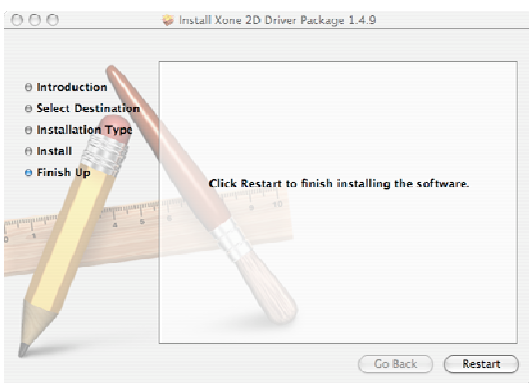 Install Xone 2D Driver Package 1.4.9
Introduction
Select Destination
Installation Type
Install
Finish Up
Click Restart to finish installing the software.
Go Back
Restart